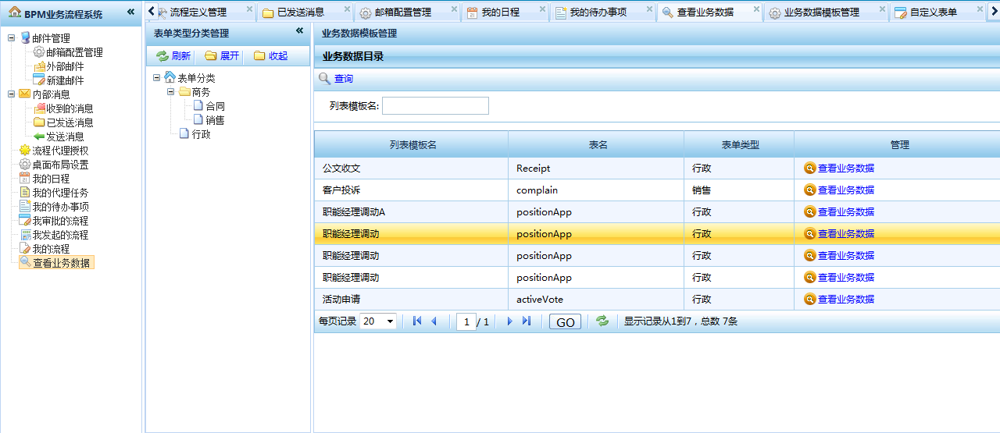 BPM业务流程系统
邮件管理
邮箱配置管理
外部邮件
新建邮件
内部消息
收到的消息
已发送消息
发送消息
流程代理授权
桌面布局设置
我的日程
我的代理任务
我的待办事项
我审批的流程
我发起的流程
我的流程
查看业务数据
流程定义管理 已发送消息 邮箱配置管理 我的日程 我的待办事项 查看业务数据 业务数据模板管理 自定义表单
表单类型分类管理
刷新 展开 收起
表单分类
商务
合同
销售
行政
业务数据模板管理
业务数据目录
查询
列表模板名:
列表模板名 表名 表单类型 管理
公文收文 Receipt 行政 查看业务数据
客户投诉 complain 销售 查看业务数据
职能经理调动A positionApp 行政 查看业务数据
职能经理调动 positionApp 行政 查看业务数据
职能经理调动 positionApp 行政 查看业务数据
职能经理调动 positionApp 行政 查看业务数据
活动申请 activeVote 行政 查看业务数据
每页记录 20 1 / 1 GO 显示记录从1到7，总数 7条